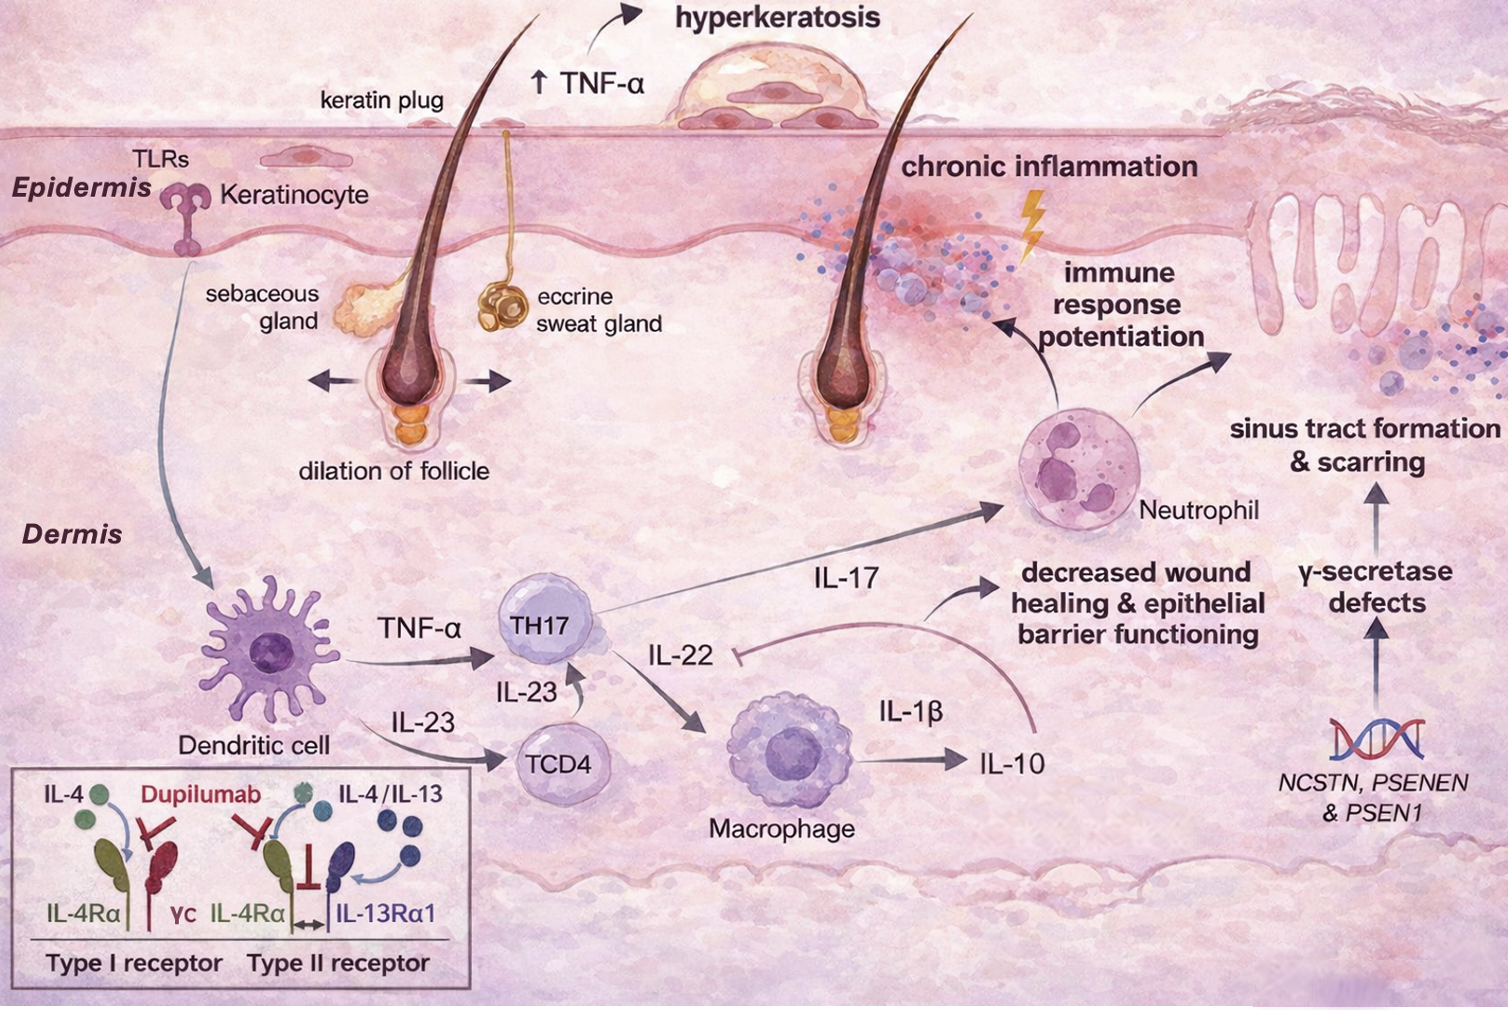 hyperkeratosis
↑ TNF-α
keratin plug
TLRs
Epidermis
Keratinocyte
chronic inflammation
sebaceous
gland
eccrine
sweat gland
immune
response
potentiation
dilation of follicle
sinus tract formation
& scarring
Neutrophil
Dermis
IL-17
decreased wound
healing & epithelial
barrier functioning
γ-secretase
defects
TNF-α
TH17
IL-22
IL-23
IL-23
TCD4
Dendritic cell
IL-1β
IL-10
Macrophage
NCSTN, PSENEN
& PSEN1
IL-4
Dupilumab
IL-4/IL-13
IL-4Rα
γc
IL-4Rα
IL-13Rα1
Type I receptor
Type II receptor